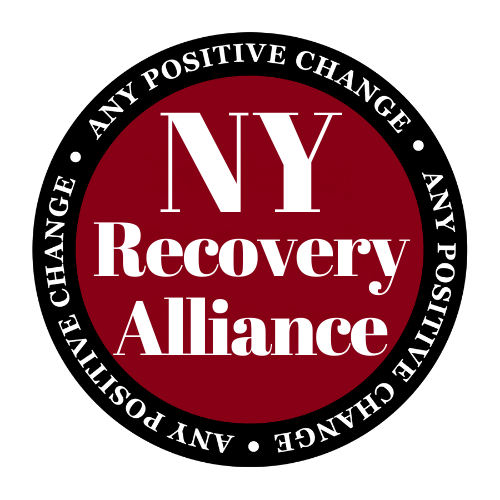 ANY POSITIVE CHANGE • ANY POSITIVE CHANGE • ANY POSITIVE CHANGE •
NY
Recovery
Alliance